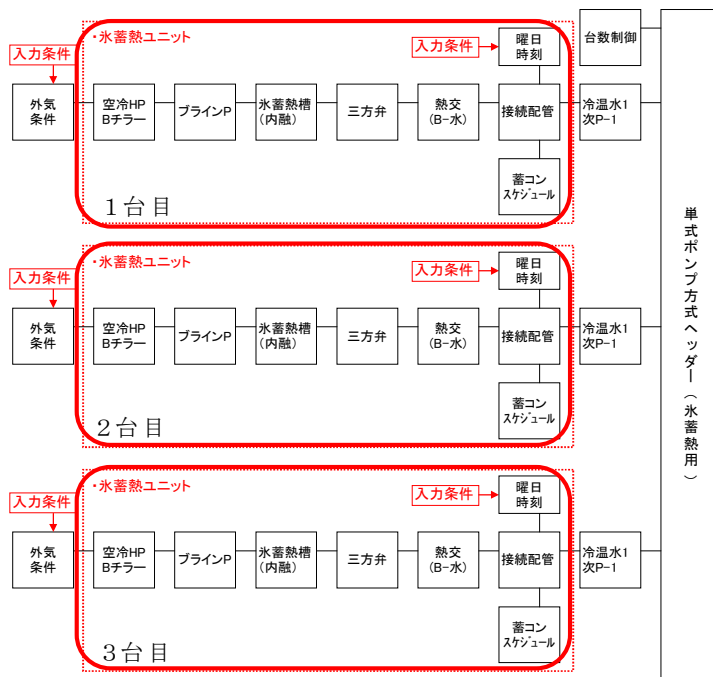 ・氷蓄熱ユニット
入力条件
入力条件
曜日
時刻
台数制御
外気
条件
空冷HP
Bチラー
ブラインP
氷蓄熱槽
(内融)
三方弁
熱交
(B-水)
接続配管
冷温水1
次P-1
蓄コン
スケジュール
1台目
・氷蓄熱ユニット
入力条件
入力条件
曜日
時刻
外気
条件
空冷HP
Bチラー
ブラインP
氷蓄熱槽
(内融)
三方弁
熱交
(B-水)
接続配管
冷温水1
次P-1
蓄コン
スケジュール
2台目
・氷蓄熱ユニット
入力条件
入力条件
曜日
時刻
外気
条件
空冷HP
Bチラー
ブラインP
氷蓄熱槽
(内融)
三方弁
熱交
(B-水)
接続配管
冷温水1
次P-1
蓄コン
スケジュール
3台目
単式ポンプ方式ヘッダー(氷蓄熱用)